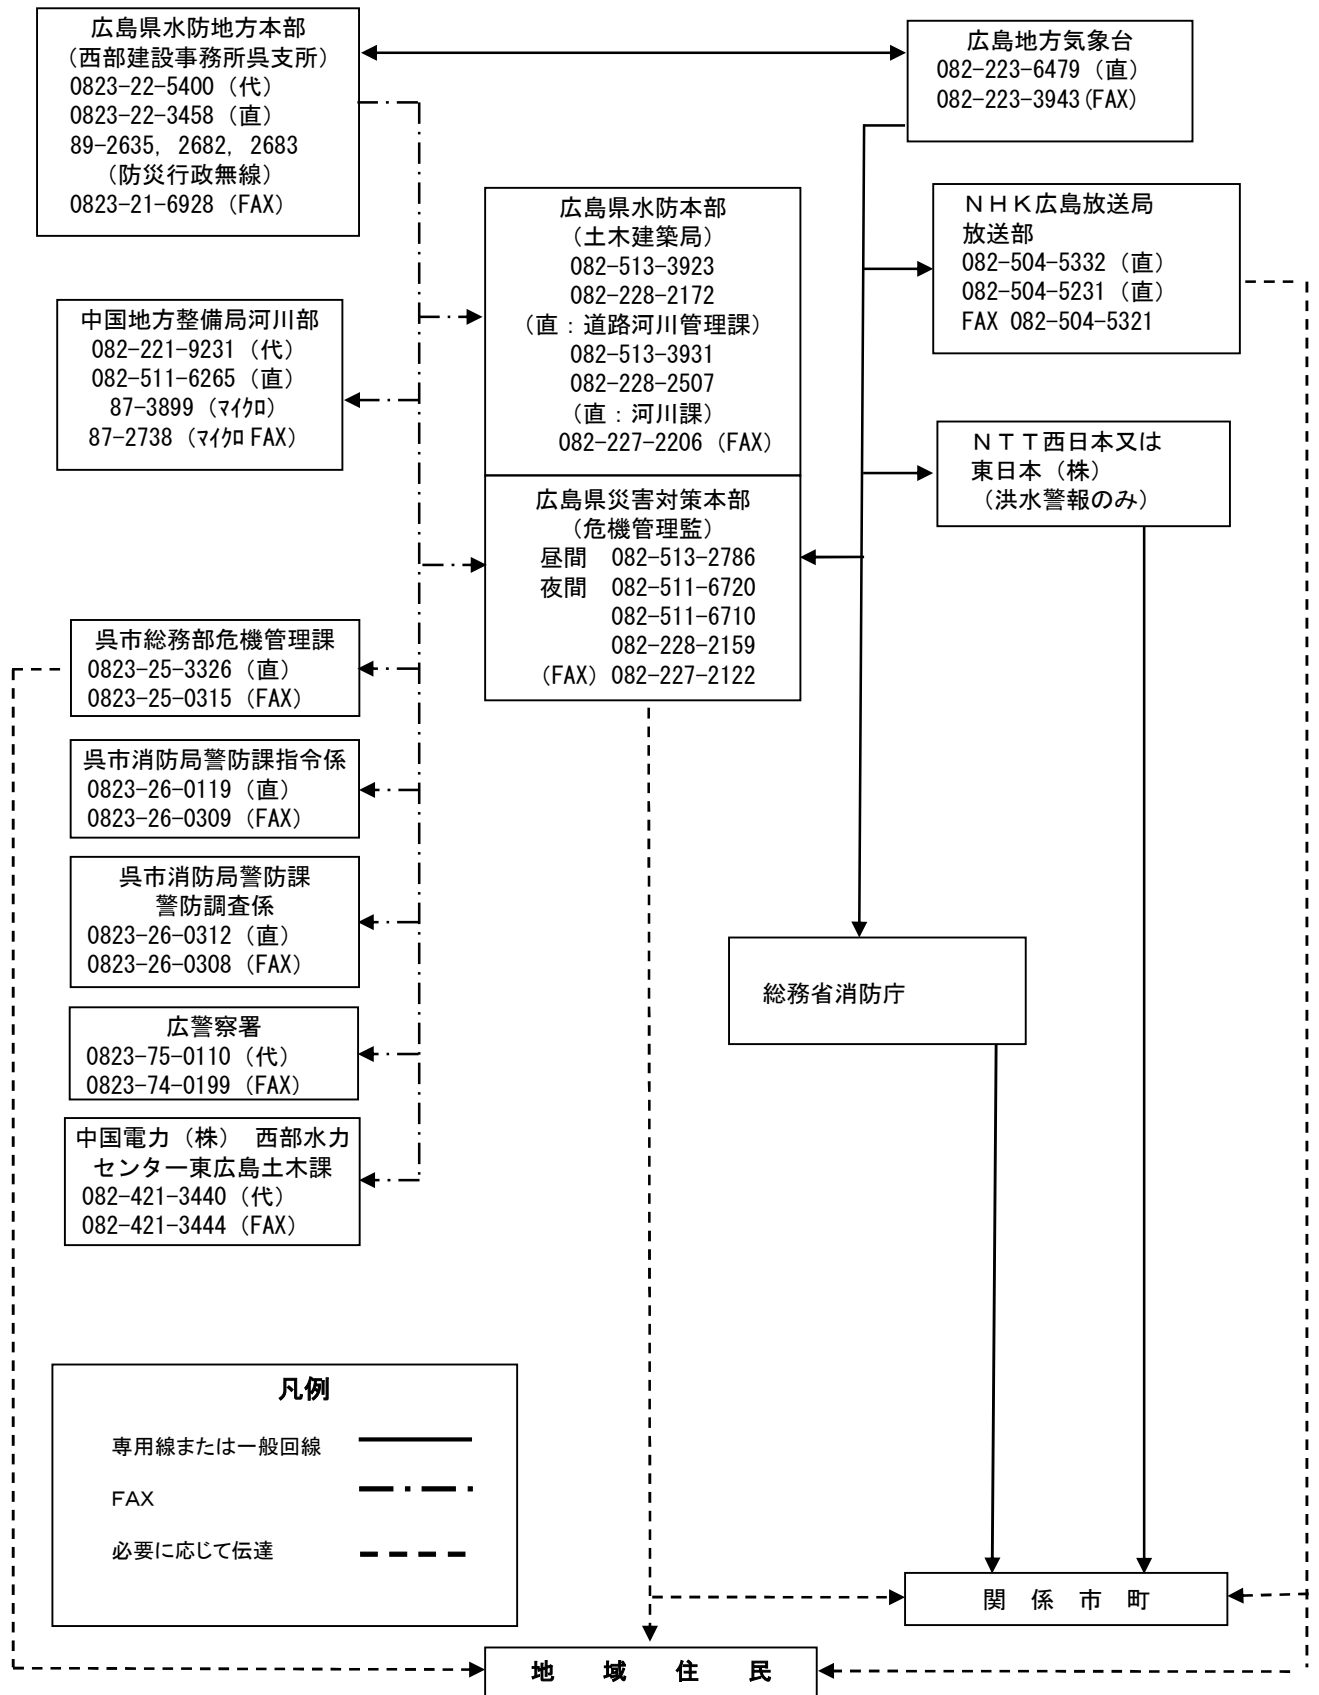 広島県水防地方本部
（西部建設事務所呉支所）
0823-22-5400（代）
0823-22-3458（直）
89-2635, 2682, 2683
（防災行政無線）
0823-21-6928（FAX）
広島地方気象台
082-223-6479（直）
082-223-3943(FAX)
広島県水防本部
（土木建築局）
082-513-3923
082-228-2172
（直：道路河川管理課）
082-513-3931
082-228-2507
（直：河川課）
082-227-2206（FAX）
ＮＨＫ広島放送局
放送部
082-504-5332（直）
082-504-5231（直）
FAX 082-504-5321
中国地方整備局河川部
082-221-9231（代）
082-511-6265（直）
87-3899（ﾏｲｸﾛ）
87-2738（ﾏｲｸﾛ FAX）
ＮＴＴ西日本又は
東日本（株）
（洪水警報のみ）
広島県災害対策本部
（危機管理監）
昼間　082-513-2786
夜間　082-511-6720
082-511-6710
082-228-2159
（FAX）082-227-2122
呉市総務部危機管理課
0823-25-3326（直）
0823-25-0315（FAX）
呉市消防局警防課指令係
0823-26-0119（直）
0823-26-0309（FAX）
呉市消防局警防課
警防調査係
0823-26-0312（直）
0823-26-0308（FAX）
総務省消防庁
広警察署
0823-75-0110（代）
0823-74-0199（FAX）
中国電力（株）　西部水力
センター東広島土木課
082-421-3440（代）
082-421-3444（FAX）
凡例
専用線または一般回線
FAX
必要に応じて伝達
関　係　市　町
地　域　住　民